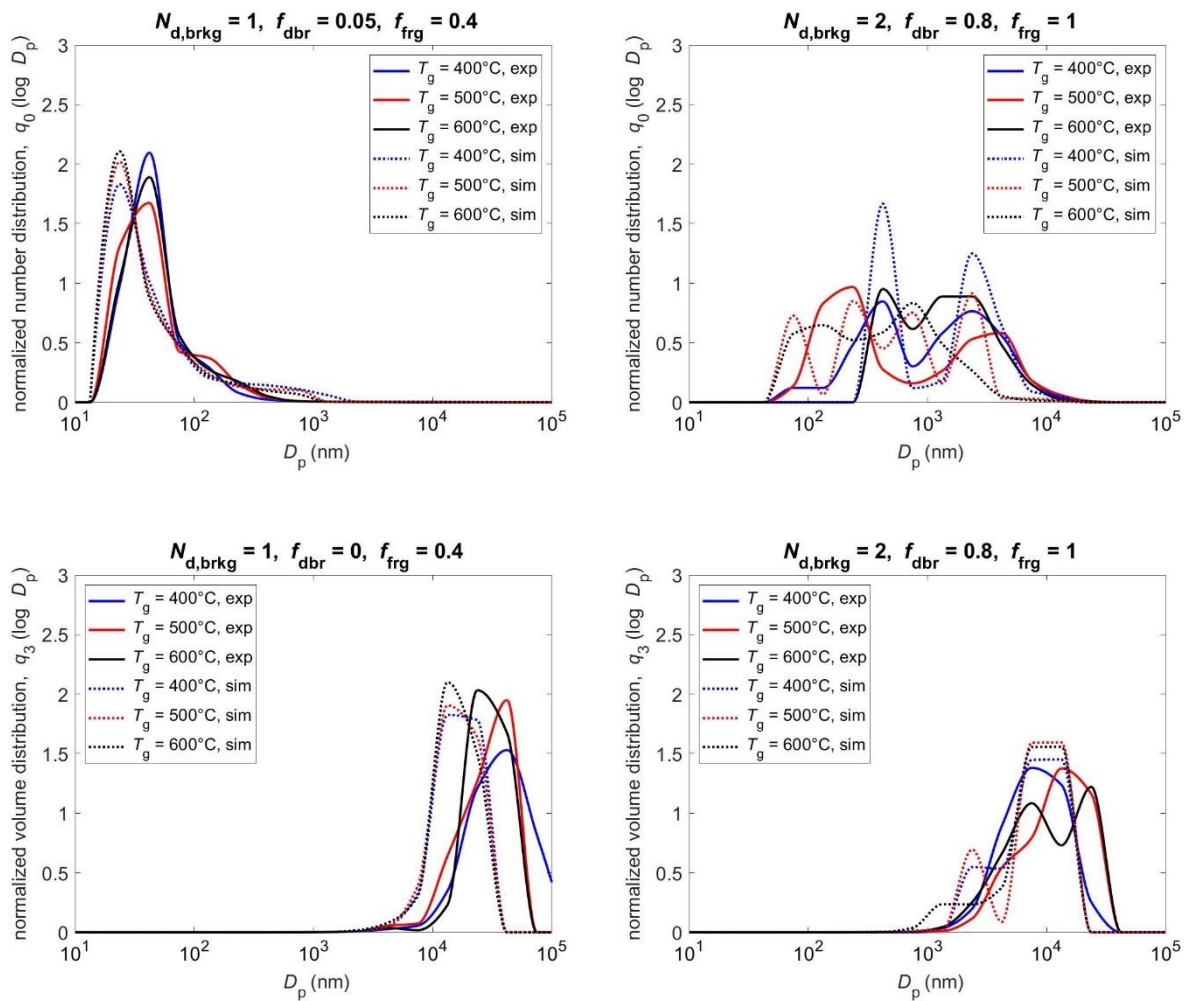 N_d,brkg = 1, f_dbr = 0.05, f_frg = 0.4
normalized number distribution, q_0 (log D_p)
3
2.5
2
1.5
1
0.5
0
T_g = 400°C, exp
T_g = 500°C, exp
T_g = 600°C, exp
T_g = 400°C, sim
T_g = 500°C, sim
T_g = 600°C, sim
10^1 10^2 10^3 10^4 10^5
D_p (nm)
N_d,brkg = 2, f_dbr = 0.8, f_frg = 1
normalized number distribution, q_0 (log D_p)
3
2.5
2
1.5
1
0.5
0
T_g = 400°C, exp
T_g = 500°C, exp
T_g = 600°C, exp
T_g = 400°C, sim
T_g = 500°C, sim
T_g = 600°C, sim
10^1 10^2 10^3 10^4 10^5
D_p (nm)
N_d,brkg = 1, f_dbr = 0, f_frg = 0.4
normalized volume distribution, q_3 (log D_p)
3
2.5
2
1.5
1
0.5
0
T_g = 400°C, exp
T_g = 500°C, exp
T_g = 600°C, exp
T_g = 400°C, sim
T_g = 500°C, sim
T_g = 600°C, sim
10^1 10^2 10^3 10^4 10^5
D_p (nm)
N_d,brkg = 2, f_dbr = 0.8, f_frg = 1
normalized volume distribution, q_3 (log D_p)
3
2.5
2
1.5
1
0.5
0
T_g = 400°C, exp
T_g = 500°C, exp
T_g = 600°C, exp
T_g = 400°C, sim
T_g = 500°C, sim
T_g = 600°C, sim
10^1 10^2 10^3 10^4 10^5
D_p (nm)